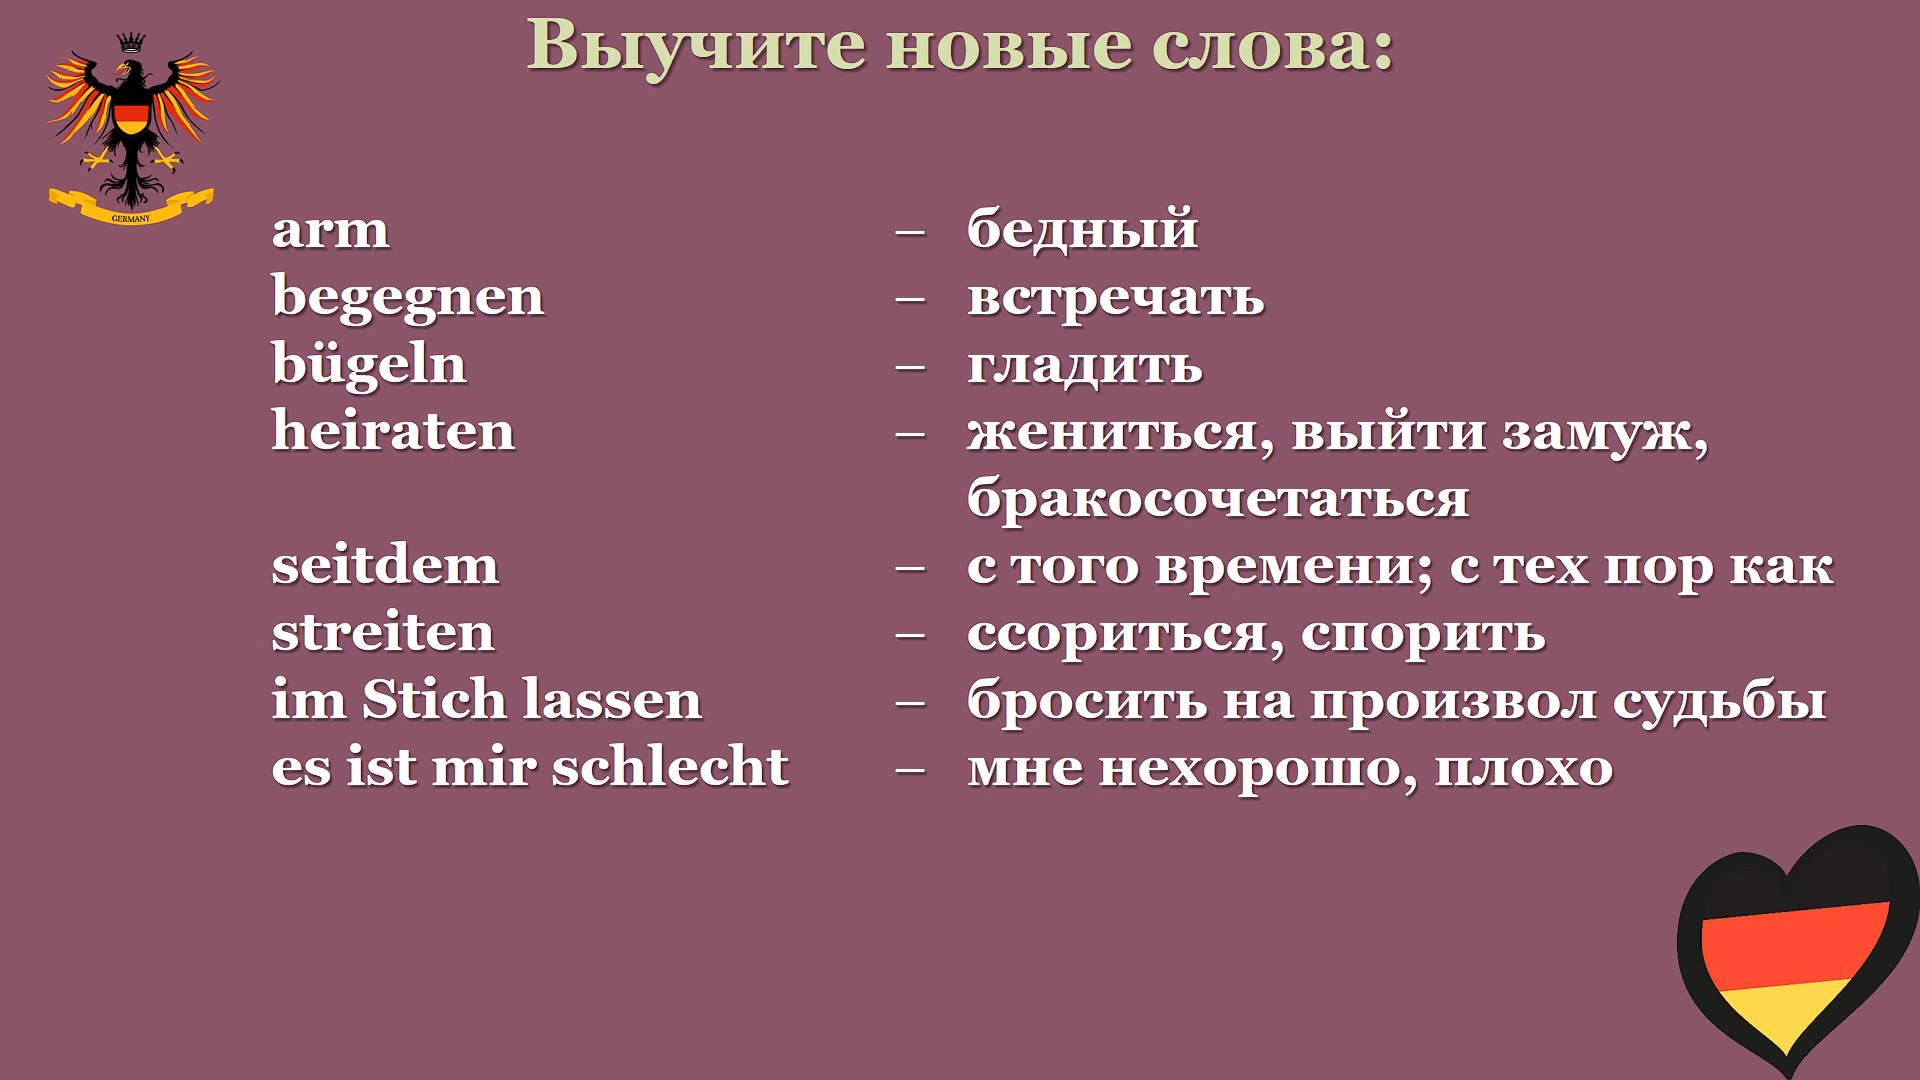 Выучите новые слова:
GERMANY
arm – бедный
begegnen – встречать
bügeln – гладить
heiraten – жениться, выйти замуж,
бракосочетаться
seitdem – с того времени; с тех пор как
streiten – ссориться, спорить
im Stich lassen – бросить на произвол судьбы
es ist mir schlecht – мне нехорошо, плохо